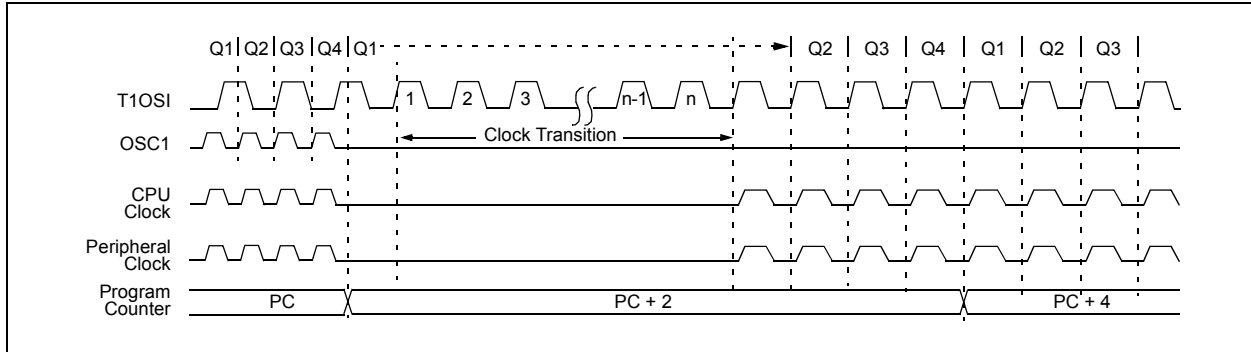 Q1 Q2 Q3 Q4 Q1 Q2 Q3 Q4 Q1 Q2 Q3
T1OSI
1 2 3 n-1 n
Clock Transition
OSC1
CPU
Clock
Peripheral
Clock
Program
Counter
PC PC + 2 PC + 4